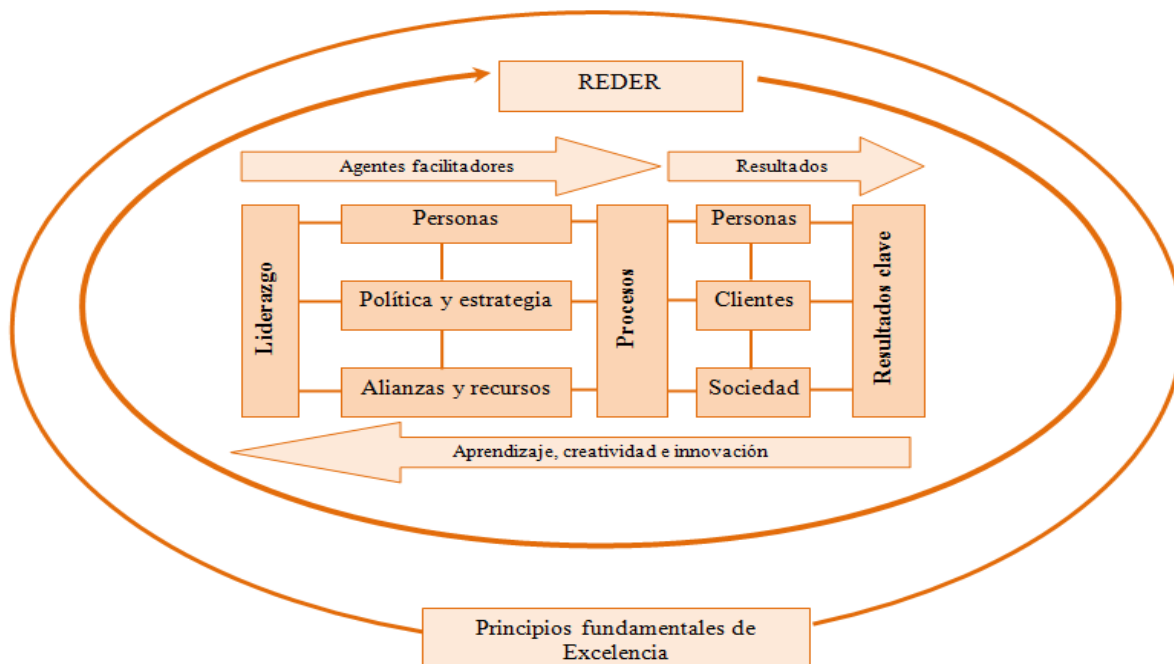 REDER
Agentes facilitadores
Resultados
Liderazgo
Personas
Política y estrategia
Alianzas y recursos
Procesos
Personas
Clientes
Sociedad
Resultados clave
Aprendizaje, creatividad e innovación
Principios fundamentales de
Excelencia